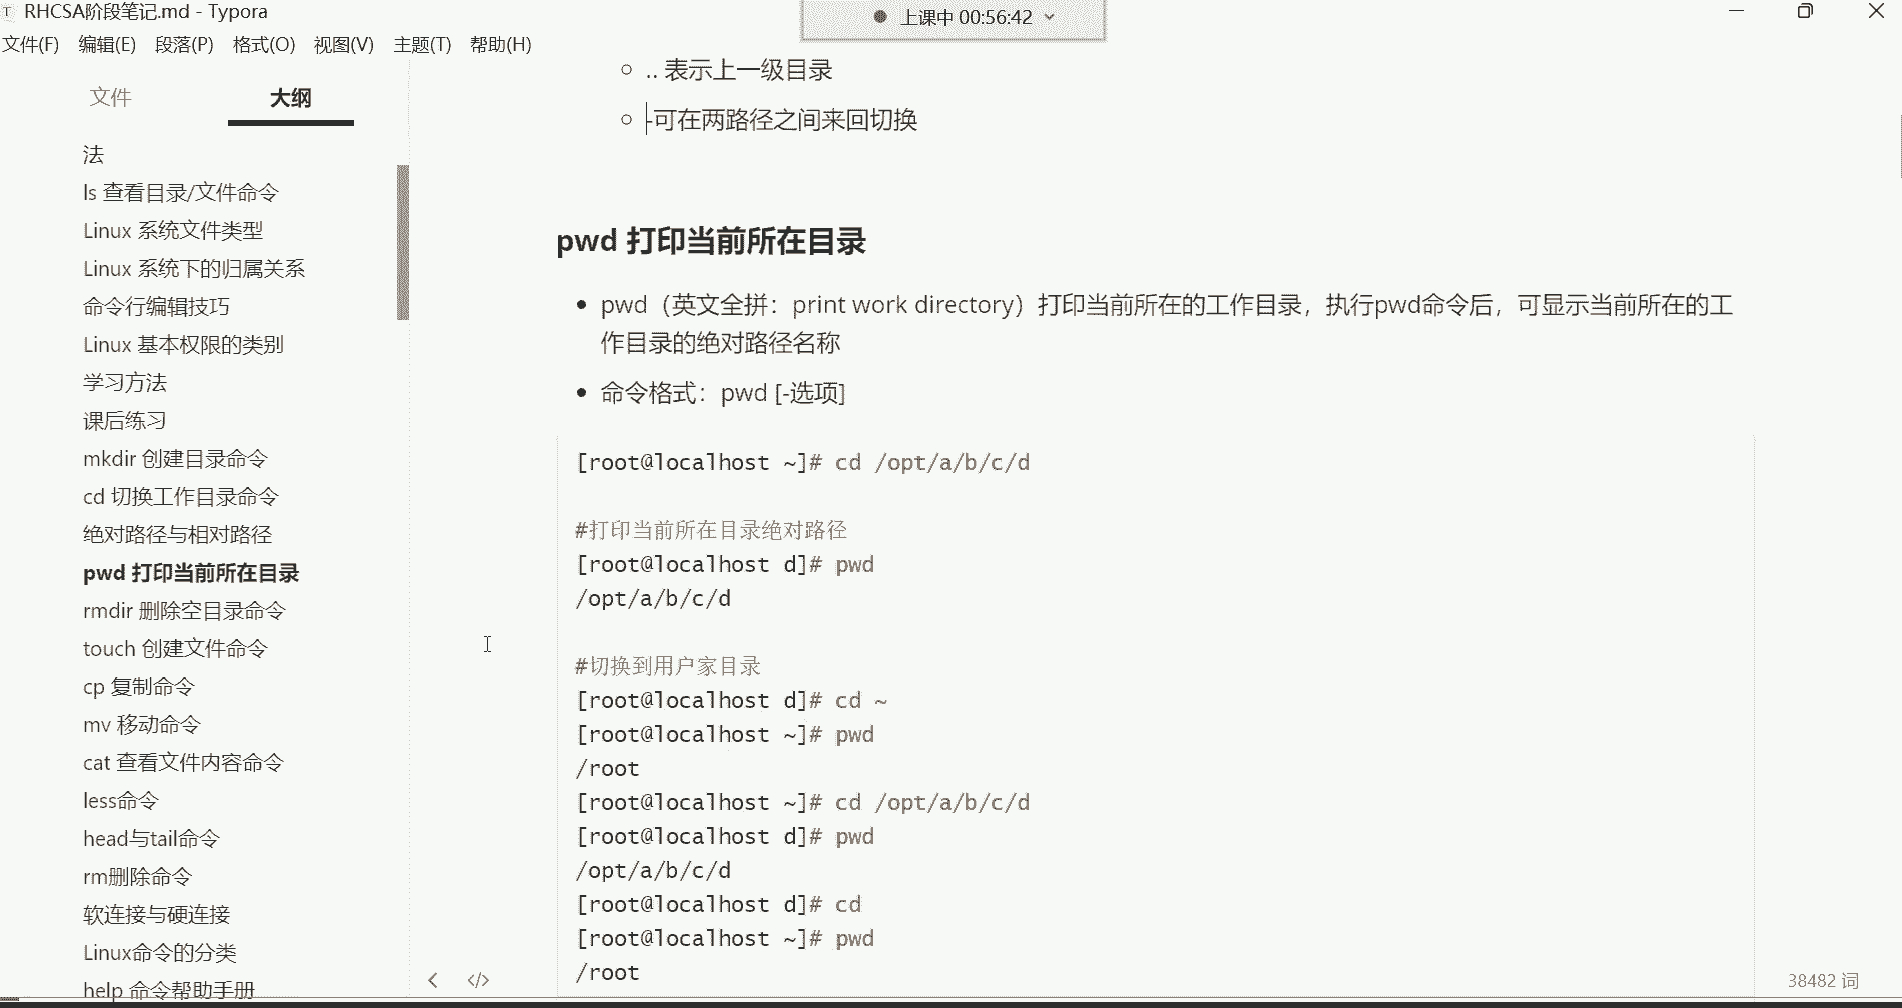 RHCSA阶段笔记.md - Typora
上课中 00:56:42
文件(F) 编辑(E) 段落(P) 格式(O) 视图(V) 主题(T) 帮助(H)
文件 大纲
法
ls 查看目录/文件命令
Linux 系统文件类型
Linux 系统下的归属关系
命令行编辑技巧
Linux 基本权限的类别
学习方法
课后练习
mkdir 创建目录命令
cd 切换工作目录命令
绝对路径与相对路径
pwd 打印当前所在目录
rmdir 删除空目录命令
touch 创建文件命令
cp 复制命令
mv 移动命令
cat 查看文件内容命令
less命令
head与tail命令
rm删除命令
软连接与硬连接
Linux命令的分类
help 命令帮助手册
.. 表示上一级目录
-可在两路径之间来回切换
pwd 打印当前所在目录
pwd（英文全拼：print work directory）打印当前所在的工作目录，执行pwd命令后，可显示当前所在的工
作目录的绝对路径名称
命令格式：pwd [-选项]
[root@localhost ~]# cd /opt/a/b/c/d
#打印当前所在目录绝对路径
[root@localhost d]# pwd
/opt/a/b/c/d
#切换到用户家目录
[root@localhost d]# cd ~
[root@localhost ~]# pwd
/root
[root@localhost ~]# cd /opt/a/b/c/d
[root@localhost d]# pwd
/opt/a/b/c/d
[root@localhost d]# cd
[root@localhost ~]# pwd
/root
38482 词